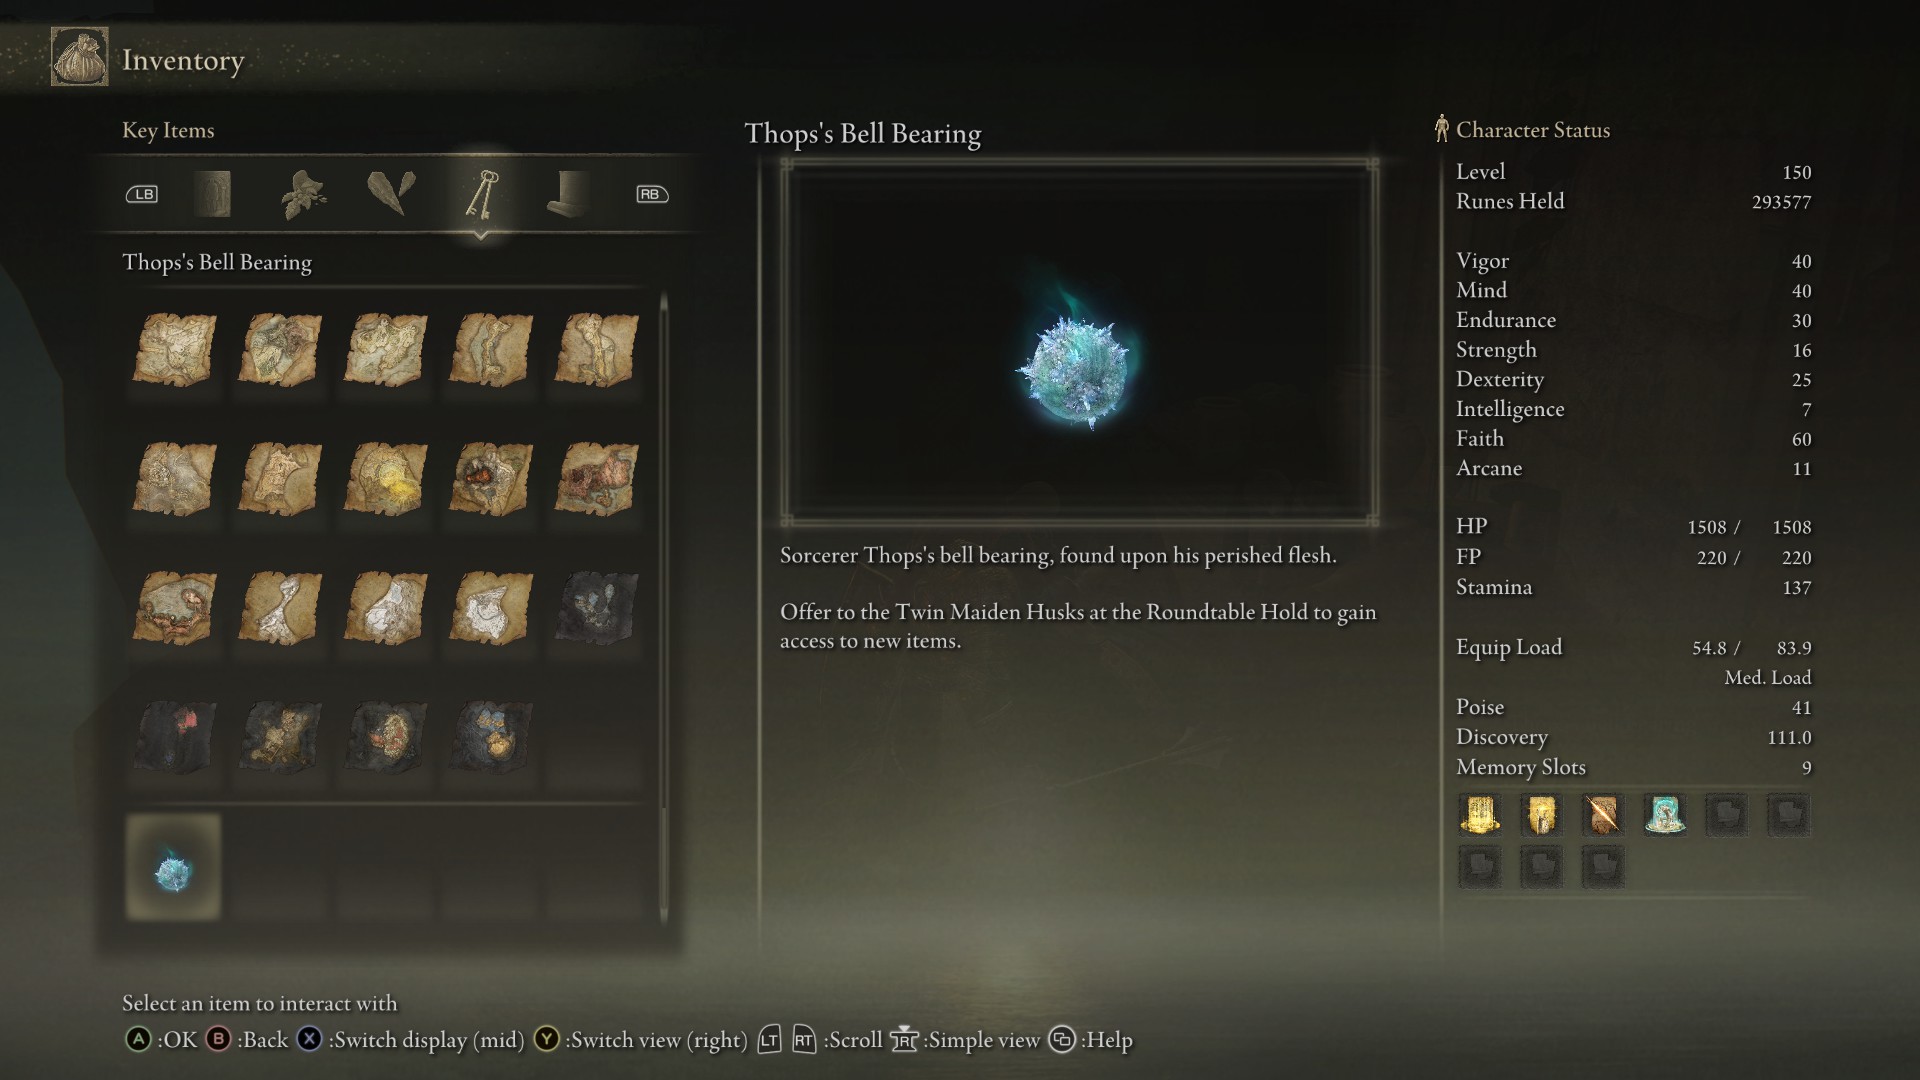 Inventory
Key Items
LB
RB
Thops's Bell Bearing
Thops's Bell Bearing
Sorcerer Thops's bell bearing, found upon his perished flesh.
Offer to the Twin Maiden Husks at the Roundtable Hold to gain
access to new items.
Character Status
Level 150
Runes Held 293577
Vigor 40
Mind 40
Endurance 30
Strength 16
Dexterity 25
Intelligence 7
Faith 60
Arcane 11
HP 1508 / 1508
FP 220 / 220
Stamina 137
Equip Load 54.8 / 83.9
Med. Load
Poise 41
Discovery 111.0
Memory Slots 9
Select an item to interact with
A :OK B :Back X :Switch display (mid) Y :Switch view (right) LT RT :Scroll R :Simple view :Help